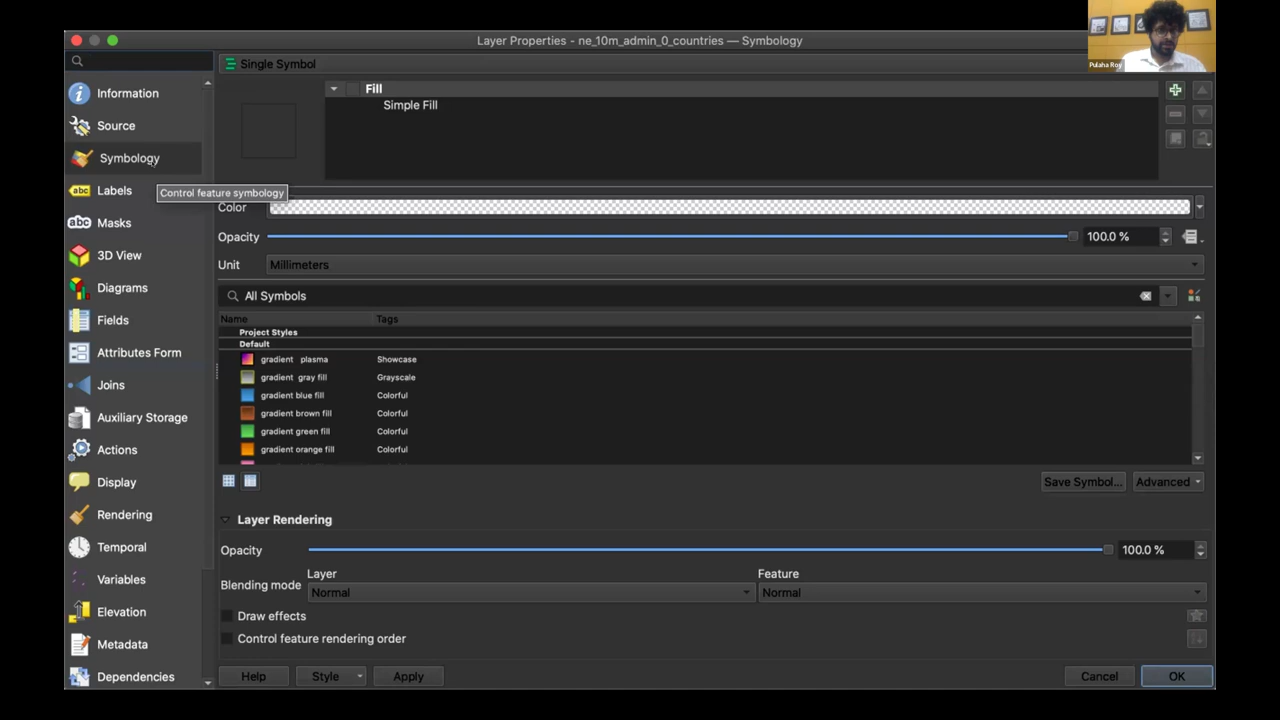 Layer Properties - ne_10m_admin_0_countries — Symbology
Pulaha Roy
Single Symbol
Information
Source
Symbology
Labels
Masks
3D View
Diagrams
Fields
Attributes Form
Joins
Auxiliary Storage
Actions
Display
Rendering
Temporal
Variables
Elevation
Metadata
Dependencies
Control feature symbology
Fill
Simple Fill
Color
Opacity 100.0 %
Unit Millimeters
All Symbols
Name Tags
Project Styles
Default
gradient plasma Showcase
gradient gray fill Grayscale
gradient blue fill Colorful
gradient brown fill Colorful
gradient green fill Colorful
gradient orange fill Colorful
Save Symbol... Advanced
Layer Rendering
Opacity 100.0 %
Layer Feature
Blending mode Normal Normal
Draw effects
Control feature rendering order
Help Style Apply Cancel OK